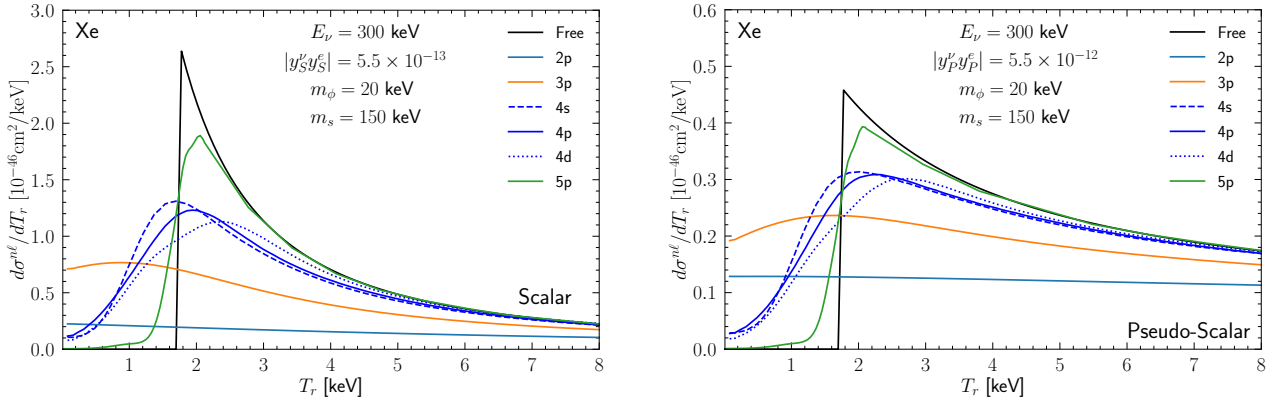 Xe
E_ν = 300 keV
|y_S^ν y_S^e| = 5.5 × 10^{-13}
m_ϕ = 20 keV
m_s = 150 keV
Free
2p
3p
4s
4p
4d
5p
Scalar
0.0
0.5
1.0
1.5
2.0
2.5
3.0
1 2 3 4 5 6 7 8
T_r [keV]
dσ^{nℓ}/dT_r [10^{-46}cm^2/keV]
Xe
E_ν = 300 keV
|y_P^ν y_P^e| = 5.5 × 10^{-12}
m_ϕ = 20 keV
m_s = 150 keV
Free
2p
3p
4s
4p
4d
5p
Pseudo-Scalar
0.0
0.1
0.2
0.3
0.4
0.5
0.6
1 2 3 4 5 6 7 8
T_r [keV]
dσ^{nℓ}/dT_r [10^{-46}cm^2/keV]